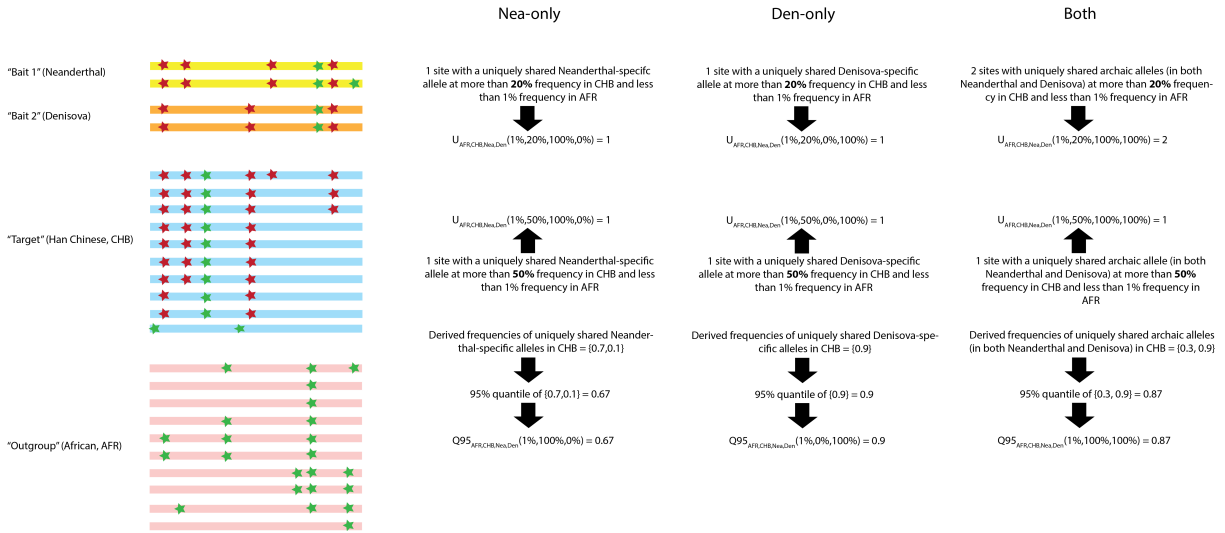 Nea-only
Den-only
Both
"Bait 1" (Neanderthal)
"Bait 2" (Denisova)
"Target" (Han Chinese, CHB)
"Outgroup" (African, AFR)
1 site with a uniquely shared Neanderthal-specifc
allele at more than 20% frequency in CHB and less
than 1% frequency in AFR
U_AFR,CHB,Nea,Den(1%,20%,100%,0%) = 1
U_AFR,CHB,Nea,Den(1%,50%,100%,0%) = 1
1 site with a uniquely shared Neanderthal-specific
allele at more than 50% frequency in CHB and less
than 1% frequency in AFR
Derived frequencies of uniquely shared Neander-
thal-specific alleles in CHB = {0.7,0.1}
95% quantile of {0.7,0.1} = 0.67
Q95_AFR,CHB,Nea,Den(1%,100%,0%) = 0.67
1 site with a uniquely shared Denisova-specific
allele at more than 20% frequency in CHB and less
than 1% frequency in AFR
U_AFR,CHB,Nea,Den(1%,20%,0%,100%) = 1
U_AFR,CHB,Nea,Den(1%,50%,0%,100%) = 1
1 site with a uniquely shared Denisova-specific
allele at more than 50% frequency in CHB and less
than 1% frequency in AFR
Derived frequencies of uniquely shared Denisova-spe-
cific alleles in CHB = {0.9}
95% quantile of {0.9} = 0.9
Q95_AFR,CHB,Nea,Den(1%,0%,100%) = 0.9
2 sites with uniquely shared archaic alleles (in both
Neanderthal and Denisova) at more than 20% frequen-
cy in CHB and less than 1% frequency in AFR
U_AFR,CHB,Nea,Den(1%,20%,100%,100%) = 2
U_AFR,CHB,Nea,Den(1%,50%,100%,100%) = 1
1 site with a uniquely shared archaic allele (in both
Neanderthal and Denisova) at more than 50%
frequency in CHB and less than 1% frequency in
AFR
Derived frequencies of uniquely shared archaic alleles
(in both Neanderthal and Denisova) in CHB = {0.3, 0.9}
95% quantile of {0.3, 0.9} = 0.87
Q95_AFR,CHB,Nea,Den(1%,100%,100%) = 0.87